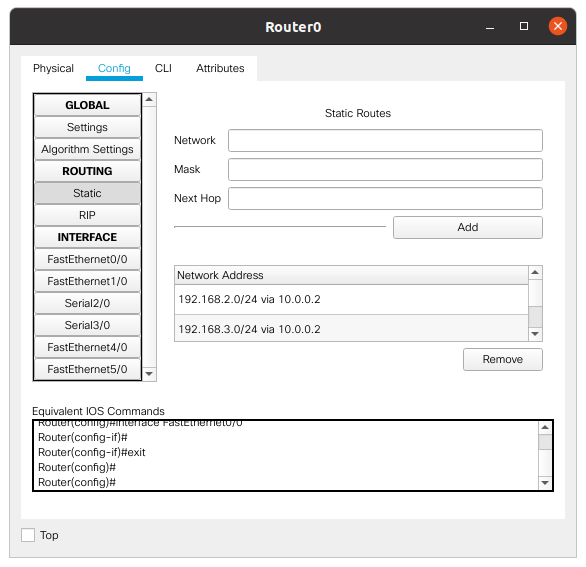 Router0
Physical Config CLI Attributes
GLOBAL
Settings
Algorithm Settings
ROUTING
Static
RIP
INTERFACE
FastEthernet0/0
FastEthernet1/0
Serial2/0
Serial3/0
FastEthernet4/0
FastEthernet5/0
Static Routes
Network
Mask
Next Hop
Add
Network Address
192.168.2.0/24 via 10.0.0.2
192.168.3.0/24 via 10.0.0.2
Remove
Equivalent IOS Commands
Router(config)#interface FastEthernet0/0
Router(config-if)#
Router(config-if)#exit
Router(config)#
Router(config)#
Top